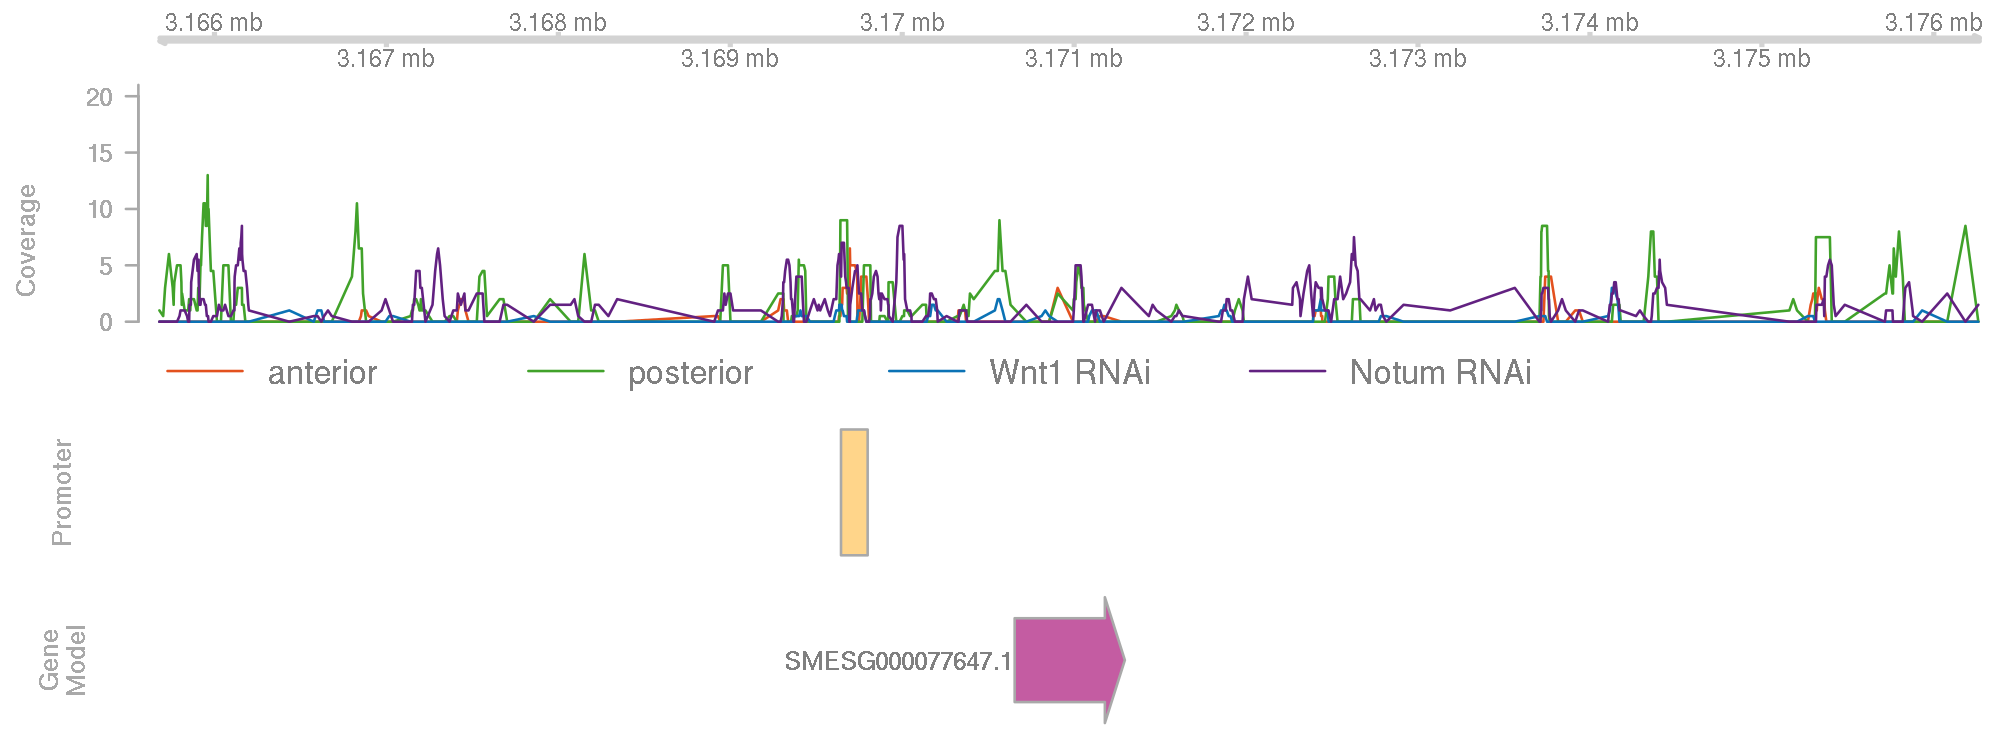 3.166 mb 3.168 mb 3.17 mb 3.172 mb 3.174 mb 3.176 mb
3.167 mb 3.169 mb 3.171 mb 3.173 mb 3.175 mb
Coverage
20
15
10
5
0
anterior posterior Wnt1 RNAi Notum RNAi
Promoter
Gene
Model
SMESG000077647.1